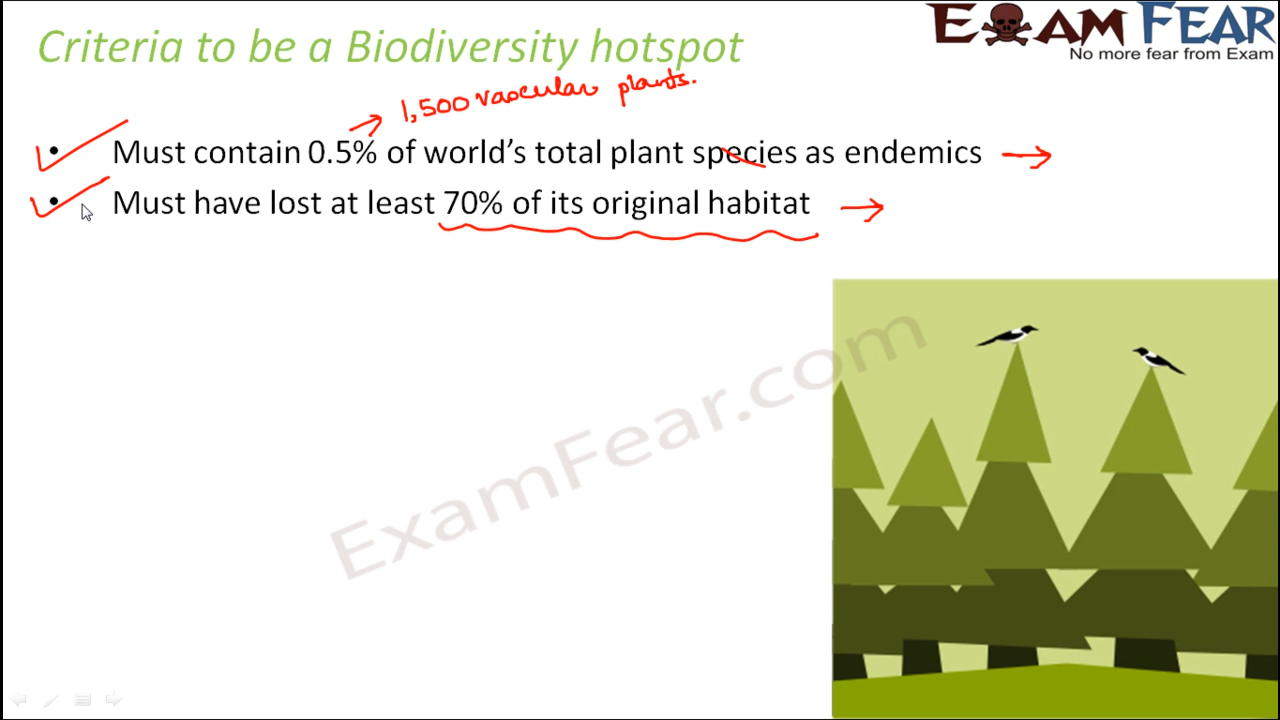 Criteria to be a Biodiversity hotspot
EXAM FEAR
No more fear from Exam
→ 1,500 vascular plants.
• Must contain 0.5% of world's total plant species as endemics →
• Must have lost at least 70% of its original habitat →
ExamFear.com